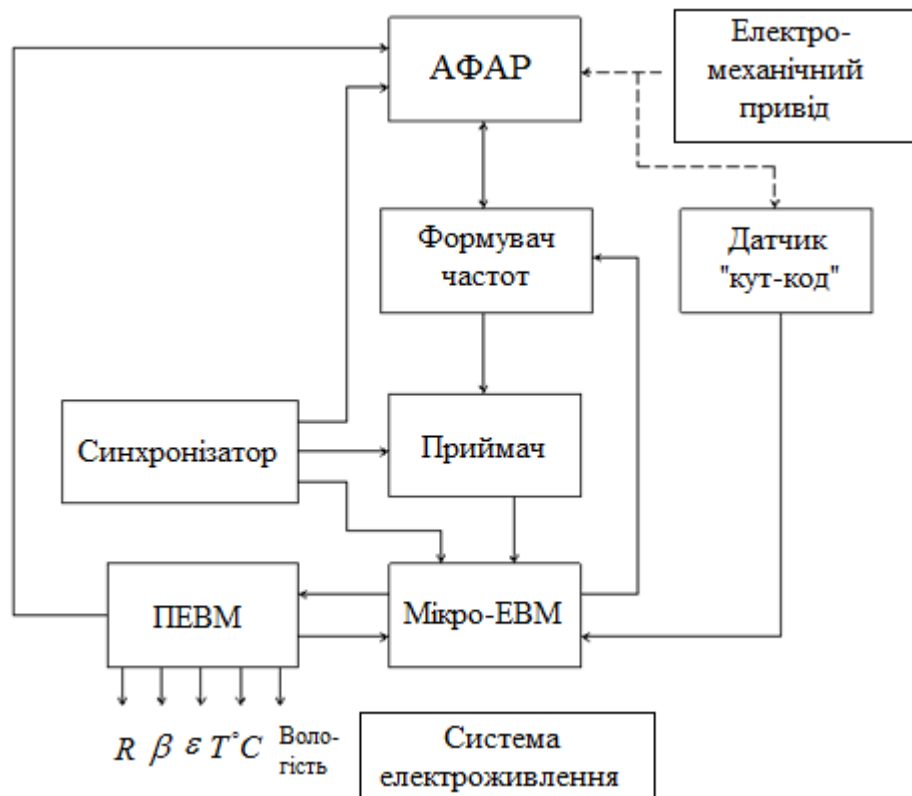 АФАР
Електро-
механічний
привід
Формувач
частот
Датчик
"кут-код"
Синхронізатор
Приймач
ПЕВМ
Мікро-ЕВМ
R β ε T°C Воло-
гість
Система
електроживлення